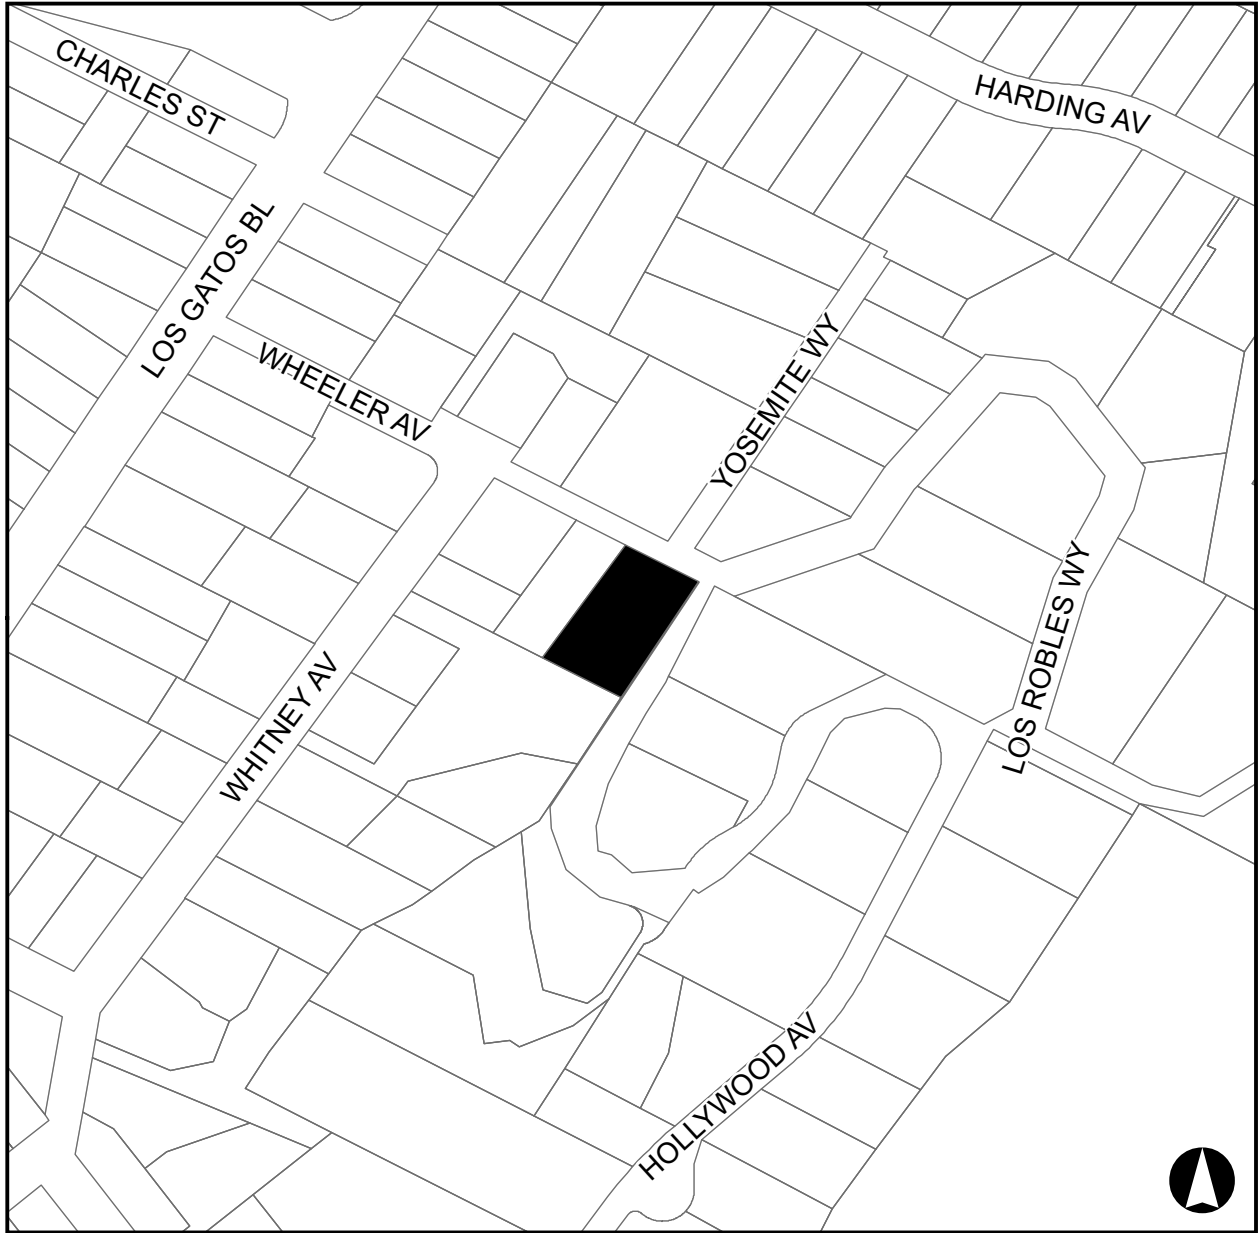 CHARLES ST
HARDING AV
LOS GATOS BL
WHEELER AV
YOSEMITE WY
LOS ROBLES WY
WHITNEY AV
HOLLYWOOD AV